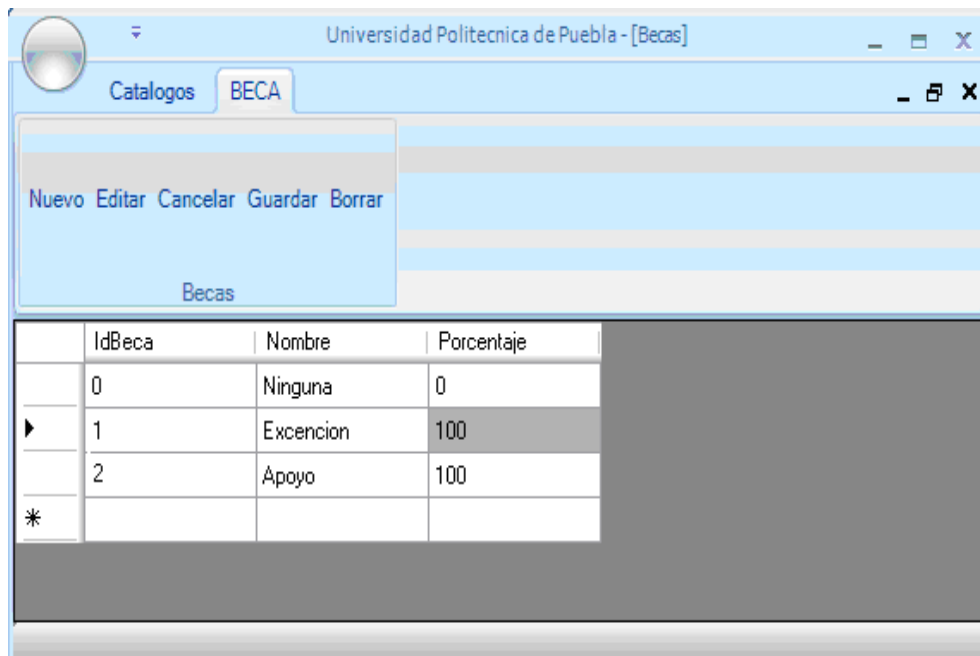 Universidad Politecnica de Puebla - [Becas]
Catalogos BECA
Nuevo Editar Cancelar Guardar Borrar
Becas
IdBeca Nombre Porcentaje
0 Ninguna 0
1 Excencion 100
2 Apoyo 100